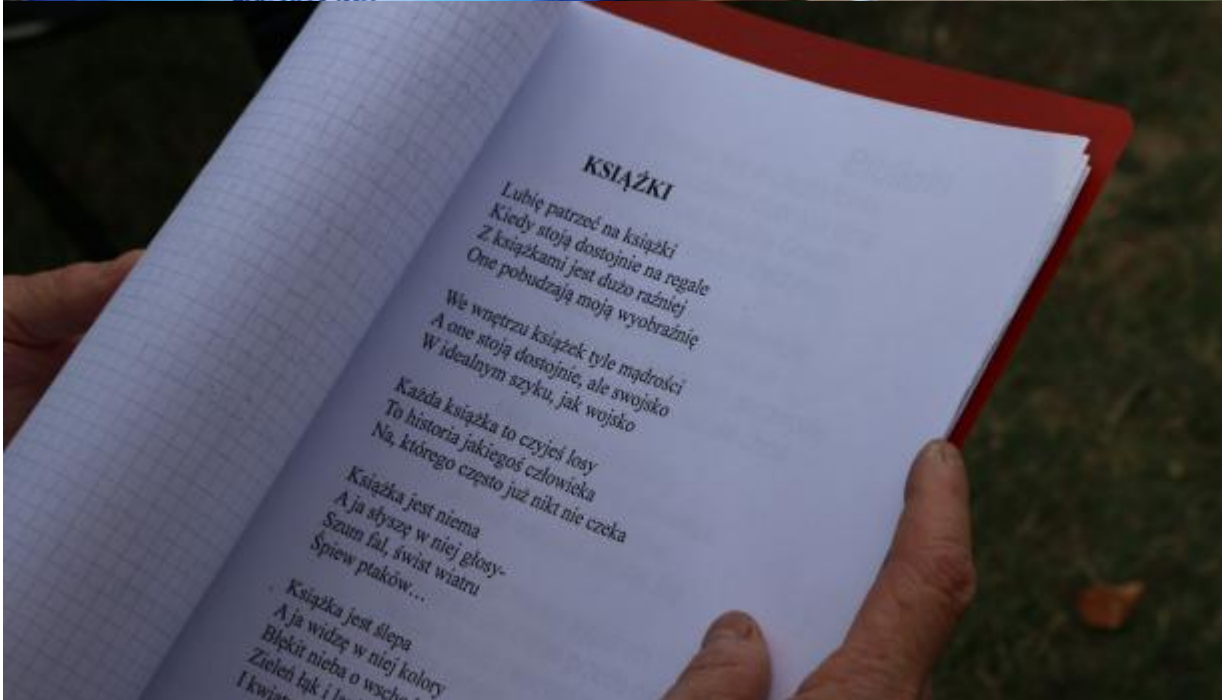 KSIĄŻKI
Lubię patrzeć na książki
Kiedy stoją dostojnie na regale
Z książkami jest dużo raźniej
One pobudzają moją wyobraźnię
We wnętrzu książek tyle mądrości
A one stoją dostojnie, ale swojsko
W idealnym szyku, jak wojsko
Każda książka to czyjeś losy
To historia jakiegoś człowieka
Na, którego często już nikt nie czeka
Książka jest niema
A ja słyszę w niej głosy-
Szum fal, świst wiatru
Śpiew ptaków...
Książka jest ślepa
A ja widzę w niej kolory
Błękit nieba o
Zieleń łąk i
I